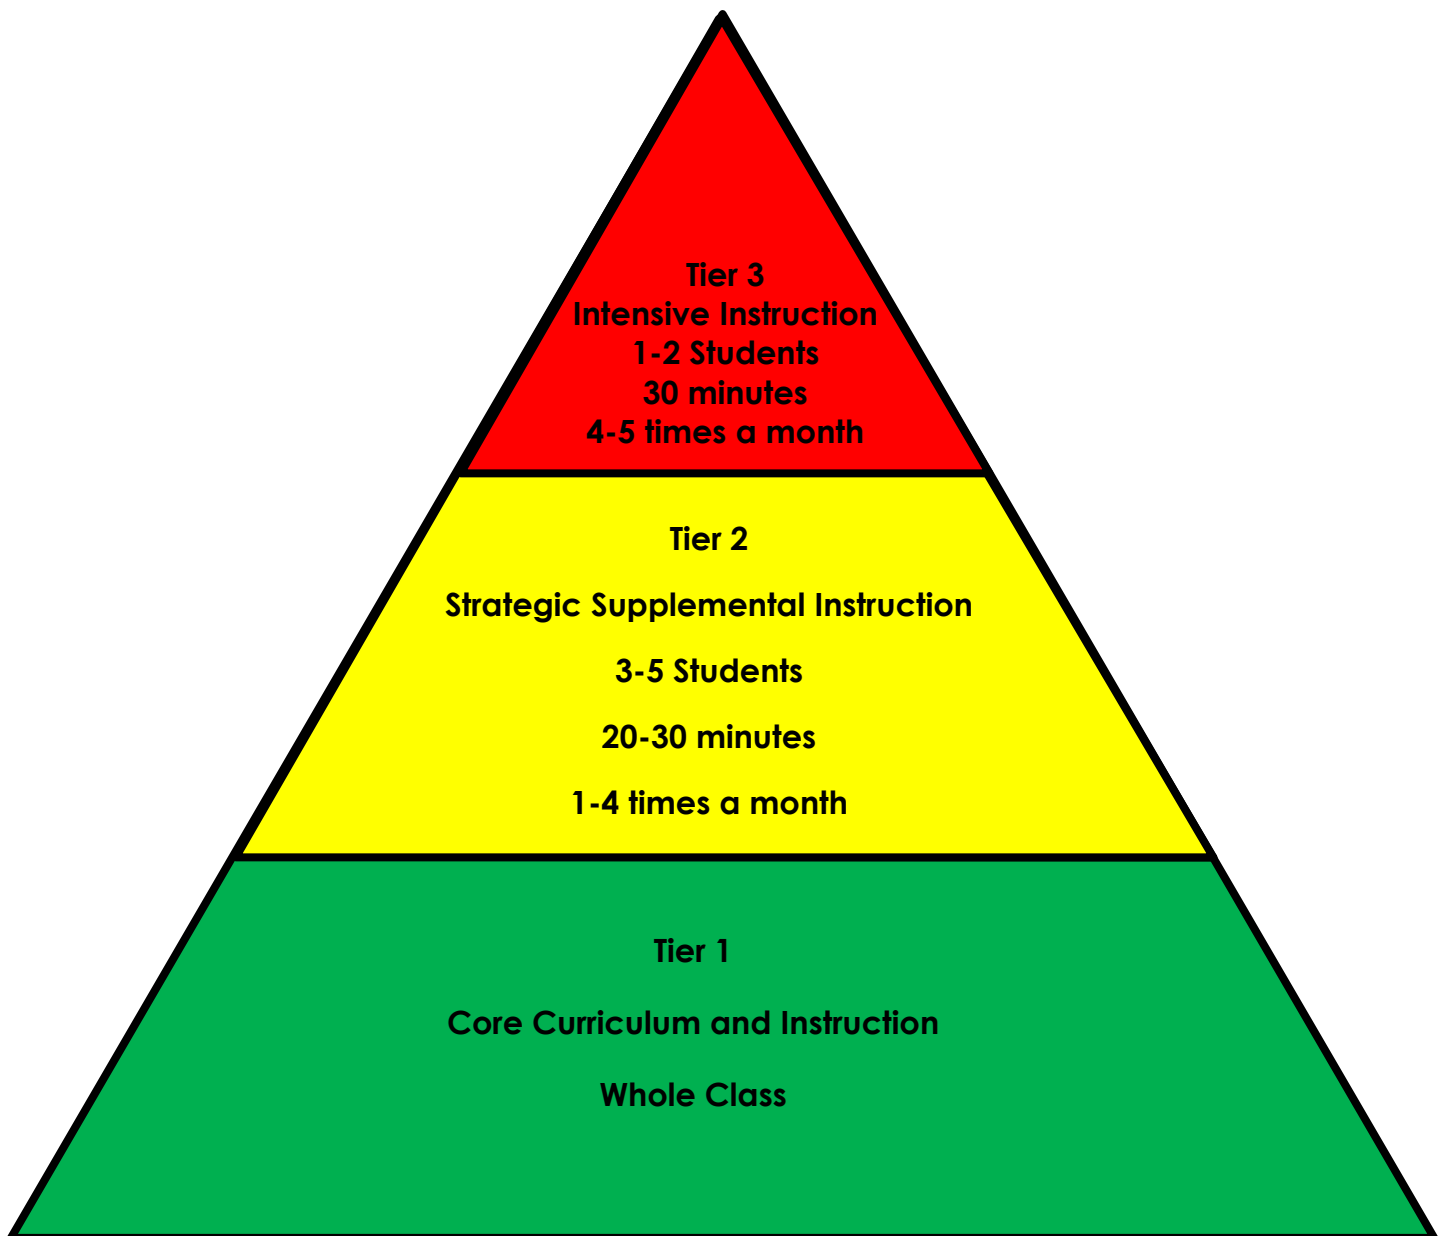 Tier 3
Intensive Instruction
1-2 Students
30 minutes
4-5 times a month
Tier 2
Strategic Supplemental Instruction
3-5 Students
20-30 minutes
1-4 times a month
Tier 1
Core Curriculum and Instruction
Whole Class